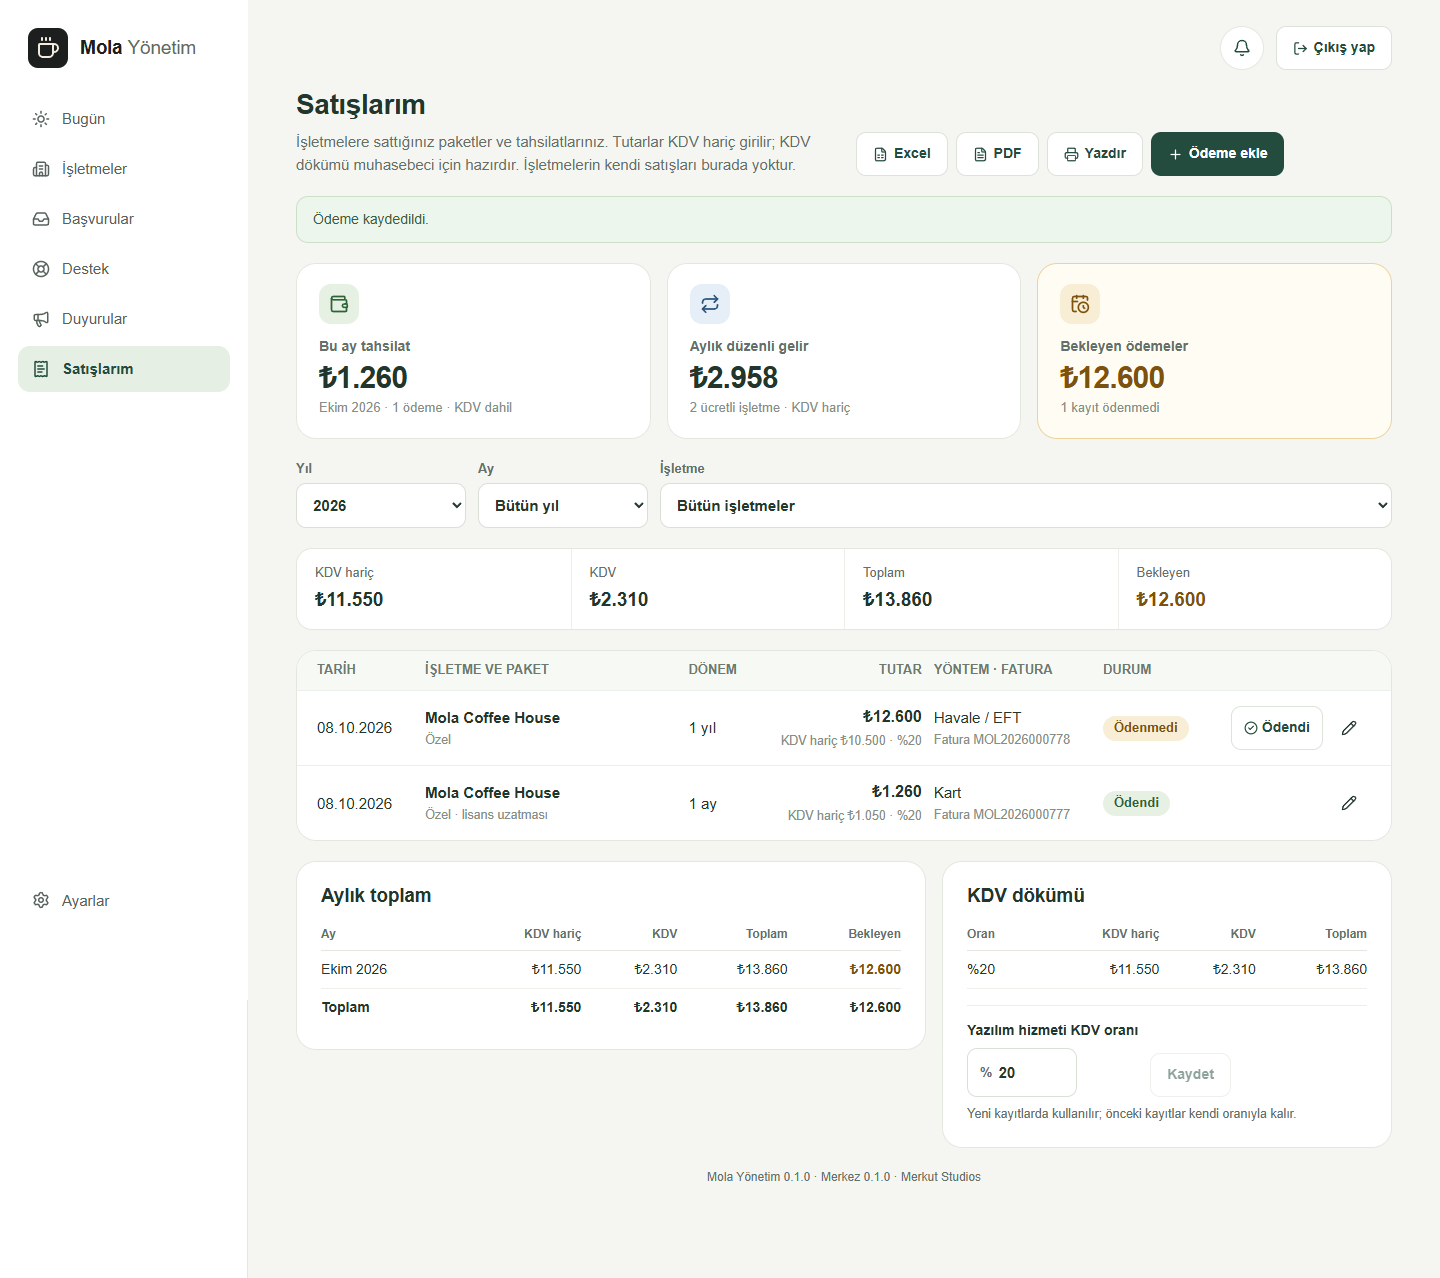 Mola Yönetim
Çıkış yap
Bugün
İşletmeler
Başvurular
Destek
Duyurular
Satışlarım
Ayarlar
Satışlarım
İşletmelere sattığınız paketler ve tahsilatlarınız. Tutarlar KDV hariç girilir; KDV
dökümü muhasebeci için hazırdır. İşletmelerin kendi satışları burada yoktur.
Excel
PDF
Yazdır
Ödeme ekle
Ödeme kaydedildi.
Bu ay tahsilat
₺1.260
Ekim 2026 · 1 ödeme · KDV dahil
Aylık düzenli gelir
₺2.958
2 ücretli işletme · KDV hariç
Bekleyen ödemeler
₺12.600
1 kayıt ödenmedi
Yıl
2026
Ay
Bütün yıl
İşletme
Bütün işletmeler
KDV hariç
₺11.550
KDV
₺2.310
Toplam
₺13.860
Bekleyen
₺12.600
TARİH İŞLETME VE PAKET DÖNEM TUTAR YÖNTEM · FATURA DURUM
08.10.2026 Mola Coffee House 1 yıl ₺12.600 Havale / EFT Ödenmedi Ödendi
Özel KDV hariç ₺10.500 · %20 Fatura MOL2026000778
08.10.2026 Mola Coffee House 1 ay ₺1.260 Kart Ödendi
Özel · lisans uzatması KDV hariç ₺1.050 · %20 Fatura MOL2026000777
Aylık toplam
Ay KDV hariç KDV Toplam Bekleyen
Ekim 2026 ₺11.550 ₺2.310 ₺13.860 ₺12.600
Toplam ₺11.550 ₺2.310 ₺13.860 ₺12.600
KDV dökümü
Oran KDV hariç KDV Toplam
%20 ₺11.550 ₺2.310 ₺13.860
Yazılım hizmeti KDV oranı
% 20
Kaydet
Yeni kayıtlarda kullanılır; önceki kayıtlar kendi oranıyla kalır.
Mola Yönetim 0.1.0 · Merkez 0.1.0 · Merkut Studios